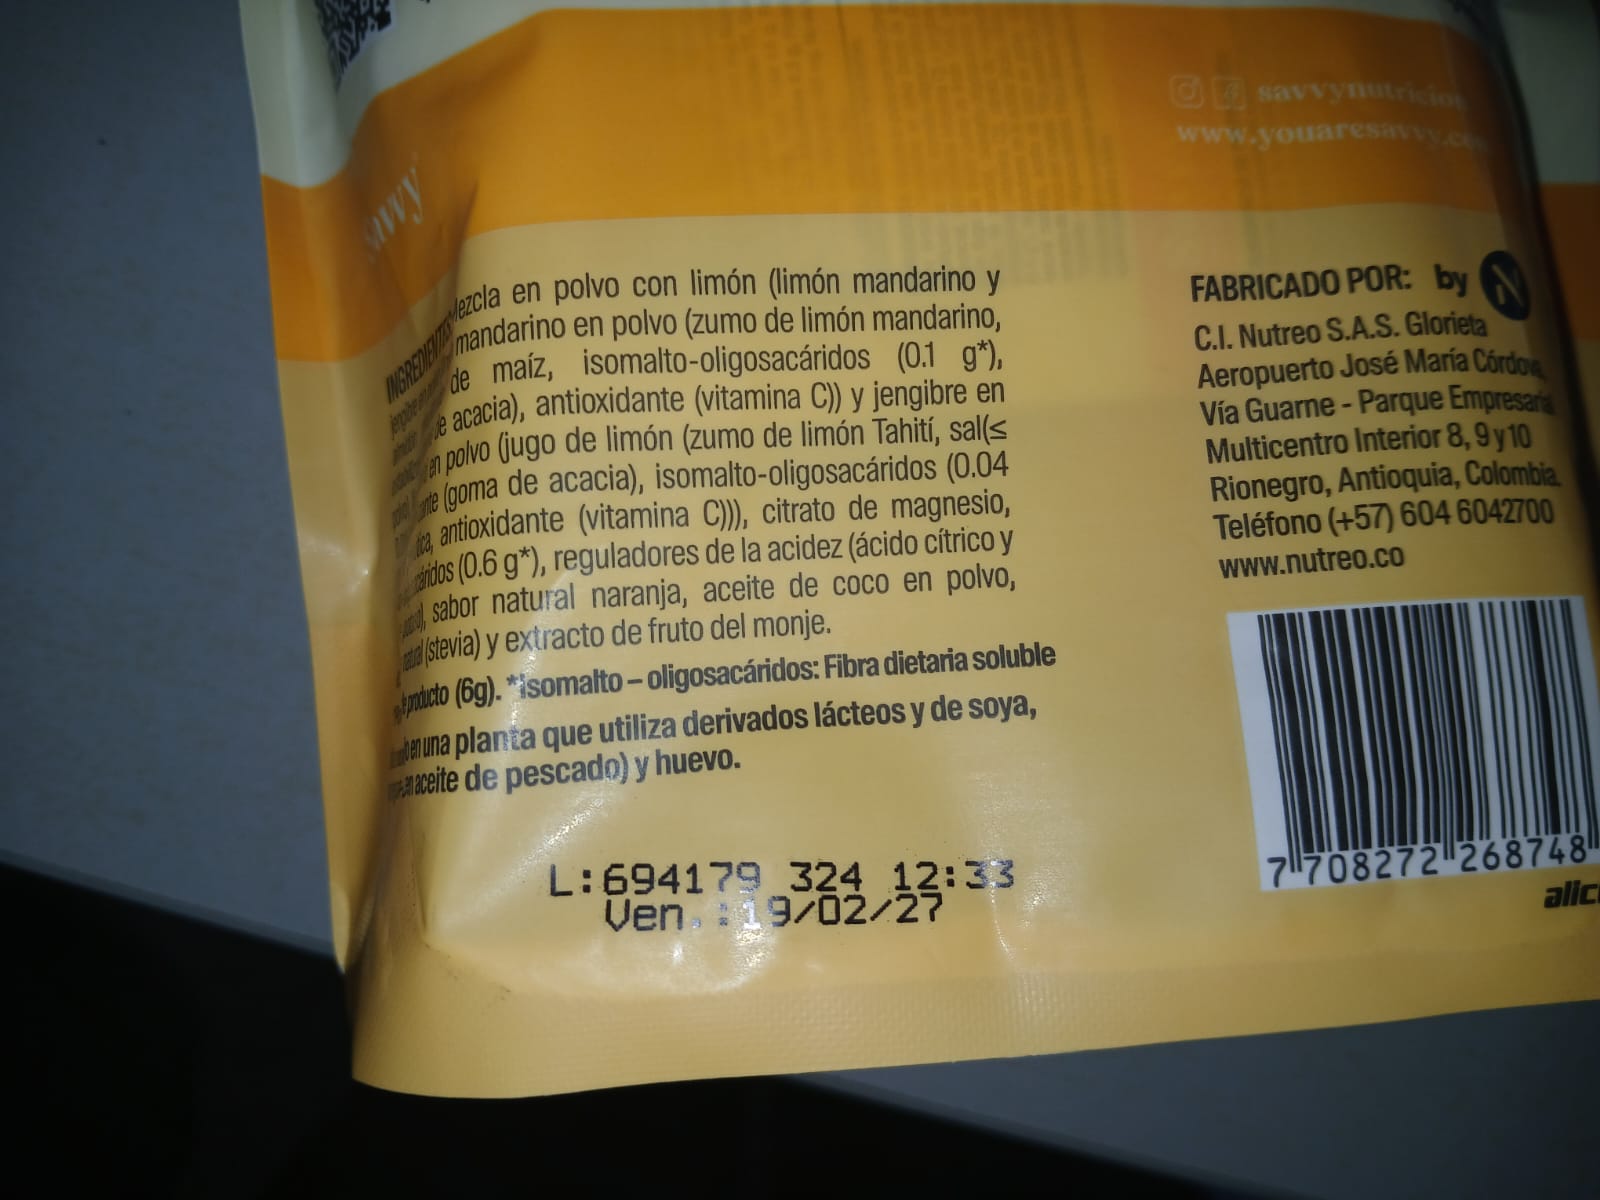 savvynutricion
www.youaresavvy.co
savvy
INGREDIENTES Mezcla en polvo con limón (limón mandarino y
mandarino en polvo (zumo de limón mandarino,
de maíz, isomalto-oligosacáridos (0.1 g*),
de acacia), antioxidante (vitamina C)) y jengibre en
en polvo (jugo de limón (zumo de limón Tahití, sal(≤
(goma de acacia), isomalto-oligosacáridos (0.04
antioxidante (vitamina C))), citrato de magnesio,
(0.6 g*), reguladores de la acidez (ácido cítrico y
sabor natural naranja, aceite de coco en polvo,
natural (stevia) y extracto de fruto del monje.
producto (6g). *Isomalto – oligosacáridos: Fibra dietaria soluble
en una planta que utiliza derivados lácteos y de soya,
en aceite de pescado) y huevo.
L:694179 324 12:33
Ven.:19/02/27
FABRICADO POR: by N
C.I. Nutreo S.A.S. Glorieta
Aeropuerto José María Córdova,
Vía Guarne - Parque Empresarial
Multicentro Interior 8, 9 y 10
Rionegro, Antioquia, Colombia.
Teléfono (+57) 604 6042700
www.nutreo.co
7 708272 268748
alic